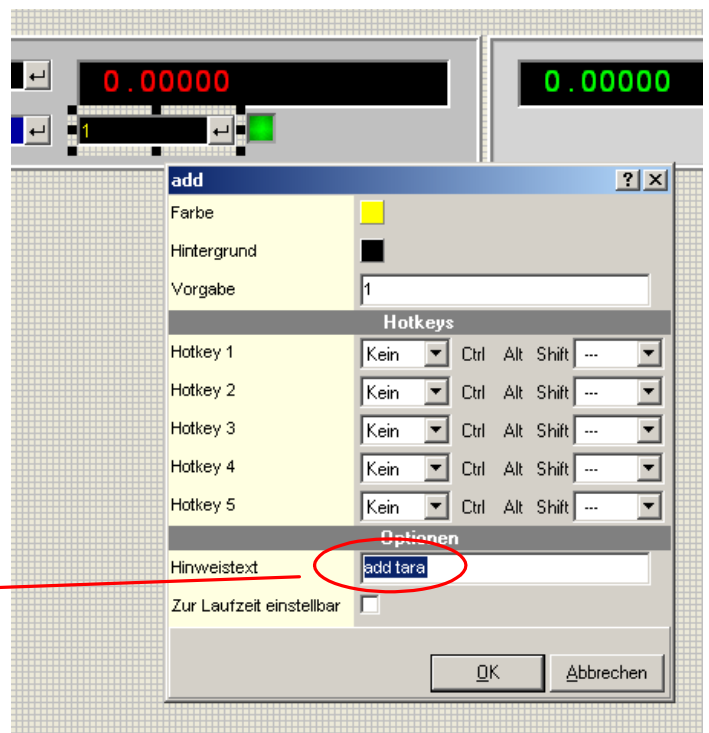 0.00000 0.00000
1
add
Farbe
Hintergrund
Vorgabe 1
Hotkeys
Hotkey 1 Kein Ctrl Alt Shift ---
Hotkey 2 Kein Ctrl Alt Shift ---
Hotkey 3 Kein Ctrl Alt Shift ---
Hotkey 4 Kein Ctrl Alt Shift ---
Hotkey 5 Kein Ctrl Alt Shift ---
Optionen
Hinweistext add tara
Zur Laufzeit einstellbar
OK Abbrechen